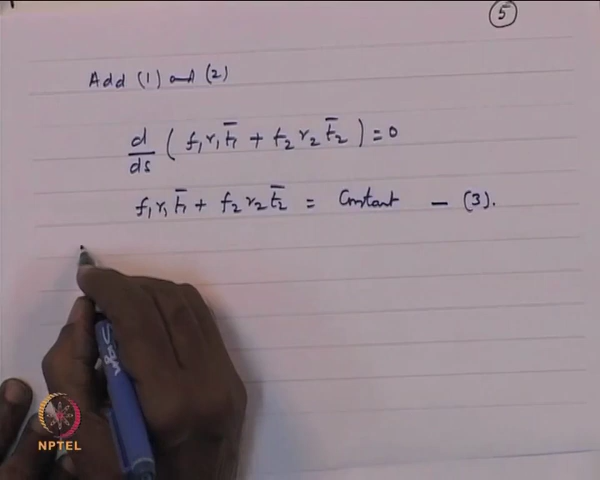 5
Add (1) and (2)
d/ds ( f₁ r₁ t̄₁ + f₂ r₂ t̄₂ ) = 0
f₁ r₁ t̄₁ + f₂ r₂ t̄₂ = Constant — (3).
NPTEL